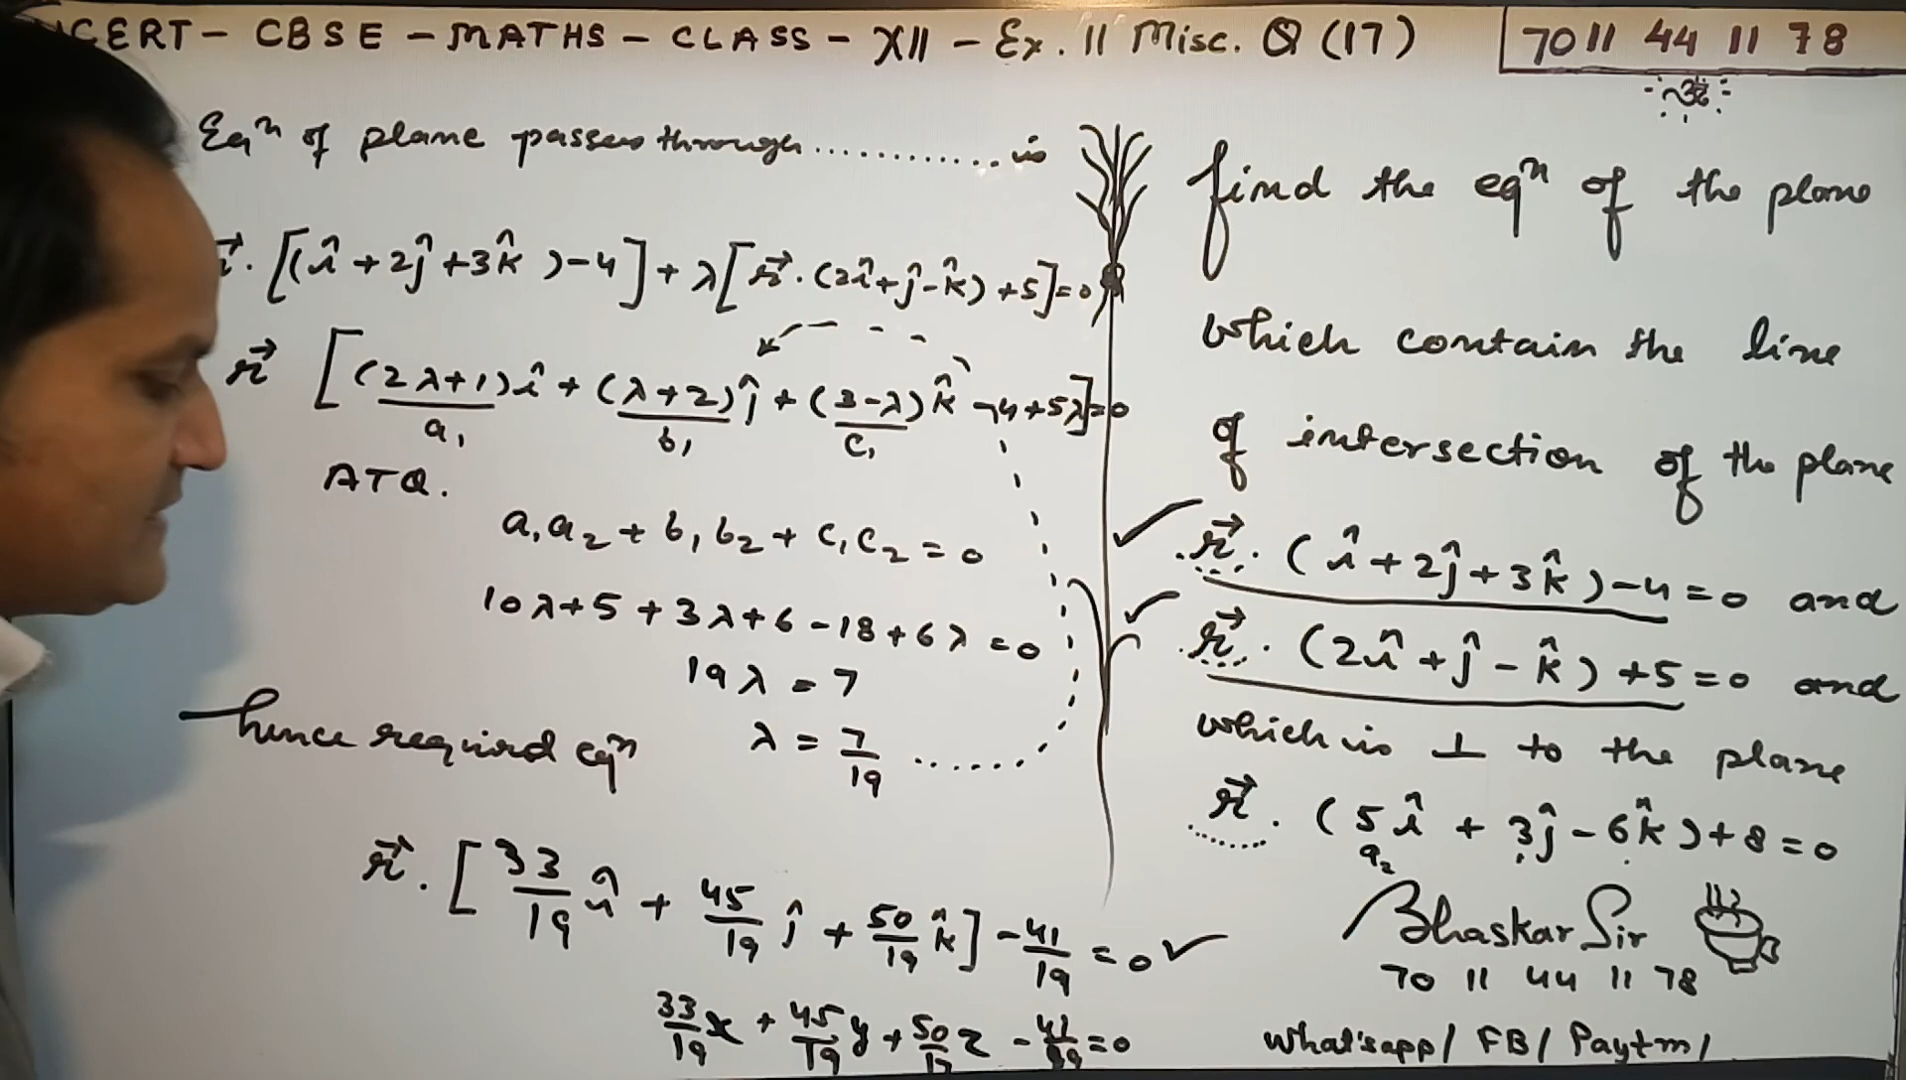 NCERT - CBSE - MATHS - CLASS - XII - Ex. 11 Misc. Q (17)
70 11 44 11 78
ॐ
Eqⁿ of plane passes through ............ is
r⃗. [(î + 2ĵ + 3k̂) - 4] + λ[r⃗. (2î + ĵ - k̂) + 5] = 0
r⃗ [(2λ+1)î + (λ+2)ĵ + (3-λ)k̂ - 4 + 5λ] = 0
a₁ b₁ c₁
ATQ.
a₁a₂ + b₁b₂ + c₁c₂ = 0
10λ + 5 + 3λ + 6 - 18 + 6λ = 0
19λ = 7
λ = 7/19 ......
hence required eqⁿ
r⃗. [33/19 î + 45/19 ĵ + 50/19 k̂] - 41/19 = 0 ✓
33/19 x + 45/19 y + 50/19 z - 41/19 = 0
find the eqⁿ of the plane
which contain the line
of intersection of the plane
✓ r⃗. (î + 2ĵ + 3k̂) - 4 = 0 and
✓ r⃗. (2î + ĵ - k̂) + 5 = 0 and
which is ⊥ to the plane
r⃗. (5î + 3ĵ - 6k̂) + 8 = 0
a₂
Bhaskar Sir
70 11 44 11 78
whatsapp/ FB/ Paytm/